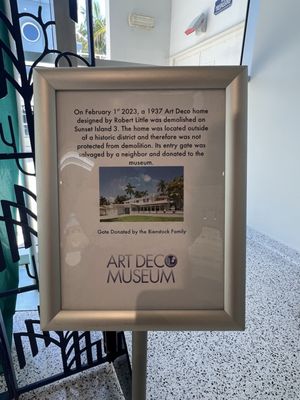 On February 1st 2023, a 1937 Art Deco home
designed by Robert Little was demolished on
Sunset Island 3. The home was located outside
of a historic district and therefore was not
protected from demolition. Its entry gate was
salvaged by a neighbor and donated to the
museum.
Gate Donated by the Bienstock Family
ART DECO
MUSEUM